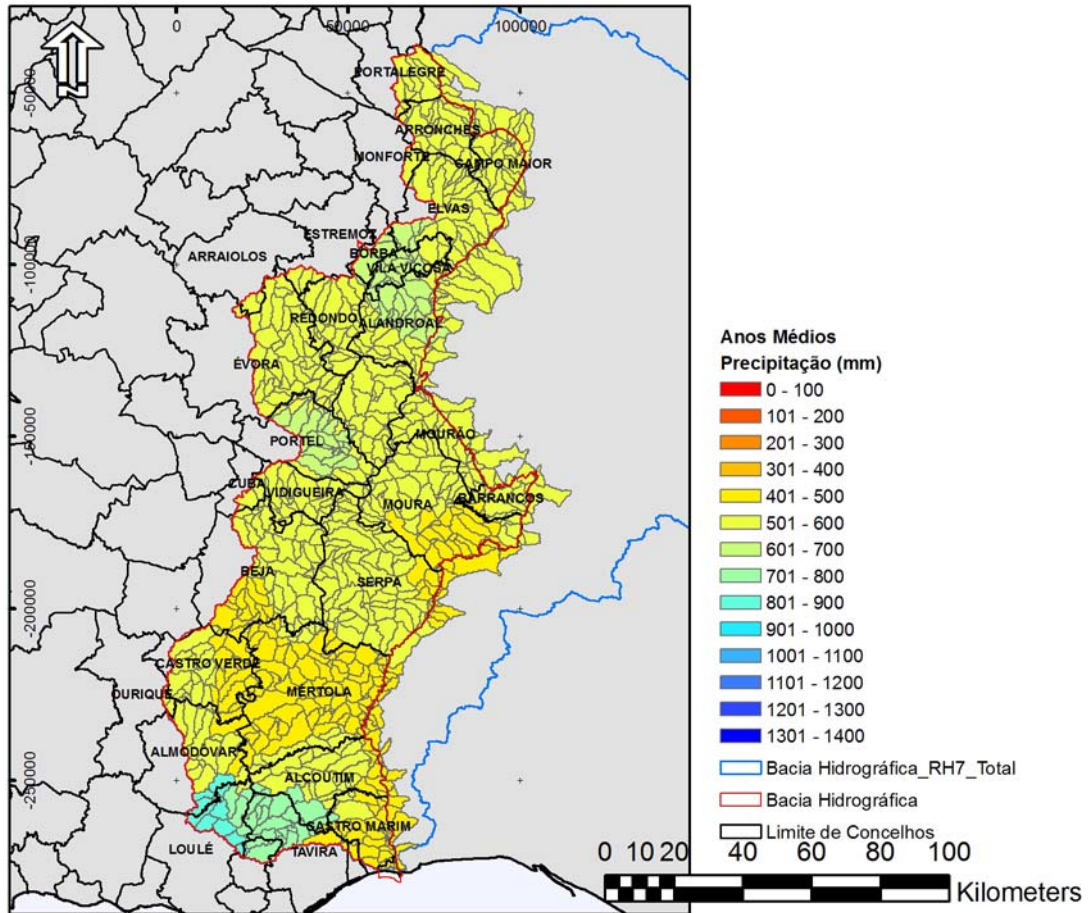 0 50000 100000
N
-50000
-100000
-150000
-200000
-250000
PORTALEGRE
ARRONCHES
MONFORTE
CAMPO MAIOR
ELVAS
ESTREMOZ
BORBA
ARRAIOLOS
VILA VIÇOSA
REDONDO
ALANDROAL
ÉVORA
PORTEL
MOURÃO
CUBA
VIDIGUEIRA
MOURA
BARRANCOS
BEJA
SERPA
CASTRO VERDE
OURIQUE
MÉRTOLA
ALMODÔVAR
ALCOUTIM
CASTRO MARIM
LOULÉ
TAVIRA
Anos Médios
Precipitação (mm)
0 - 100
101 - 200
201 - 300
301 - 400
401 - 500
501 - 600
601 - 700
701 - 800
801 - 900
901 - 1000
1001 - 1100
1101 - 1200
1201 - 1300
1301 - 1400
Bacia Hidrográfica_RH7_Total
Bacia Hidrográfica
Limite de Concelhos
0 10 20 40 60 80 100
Kilometers